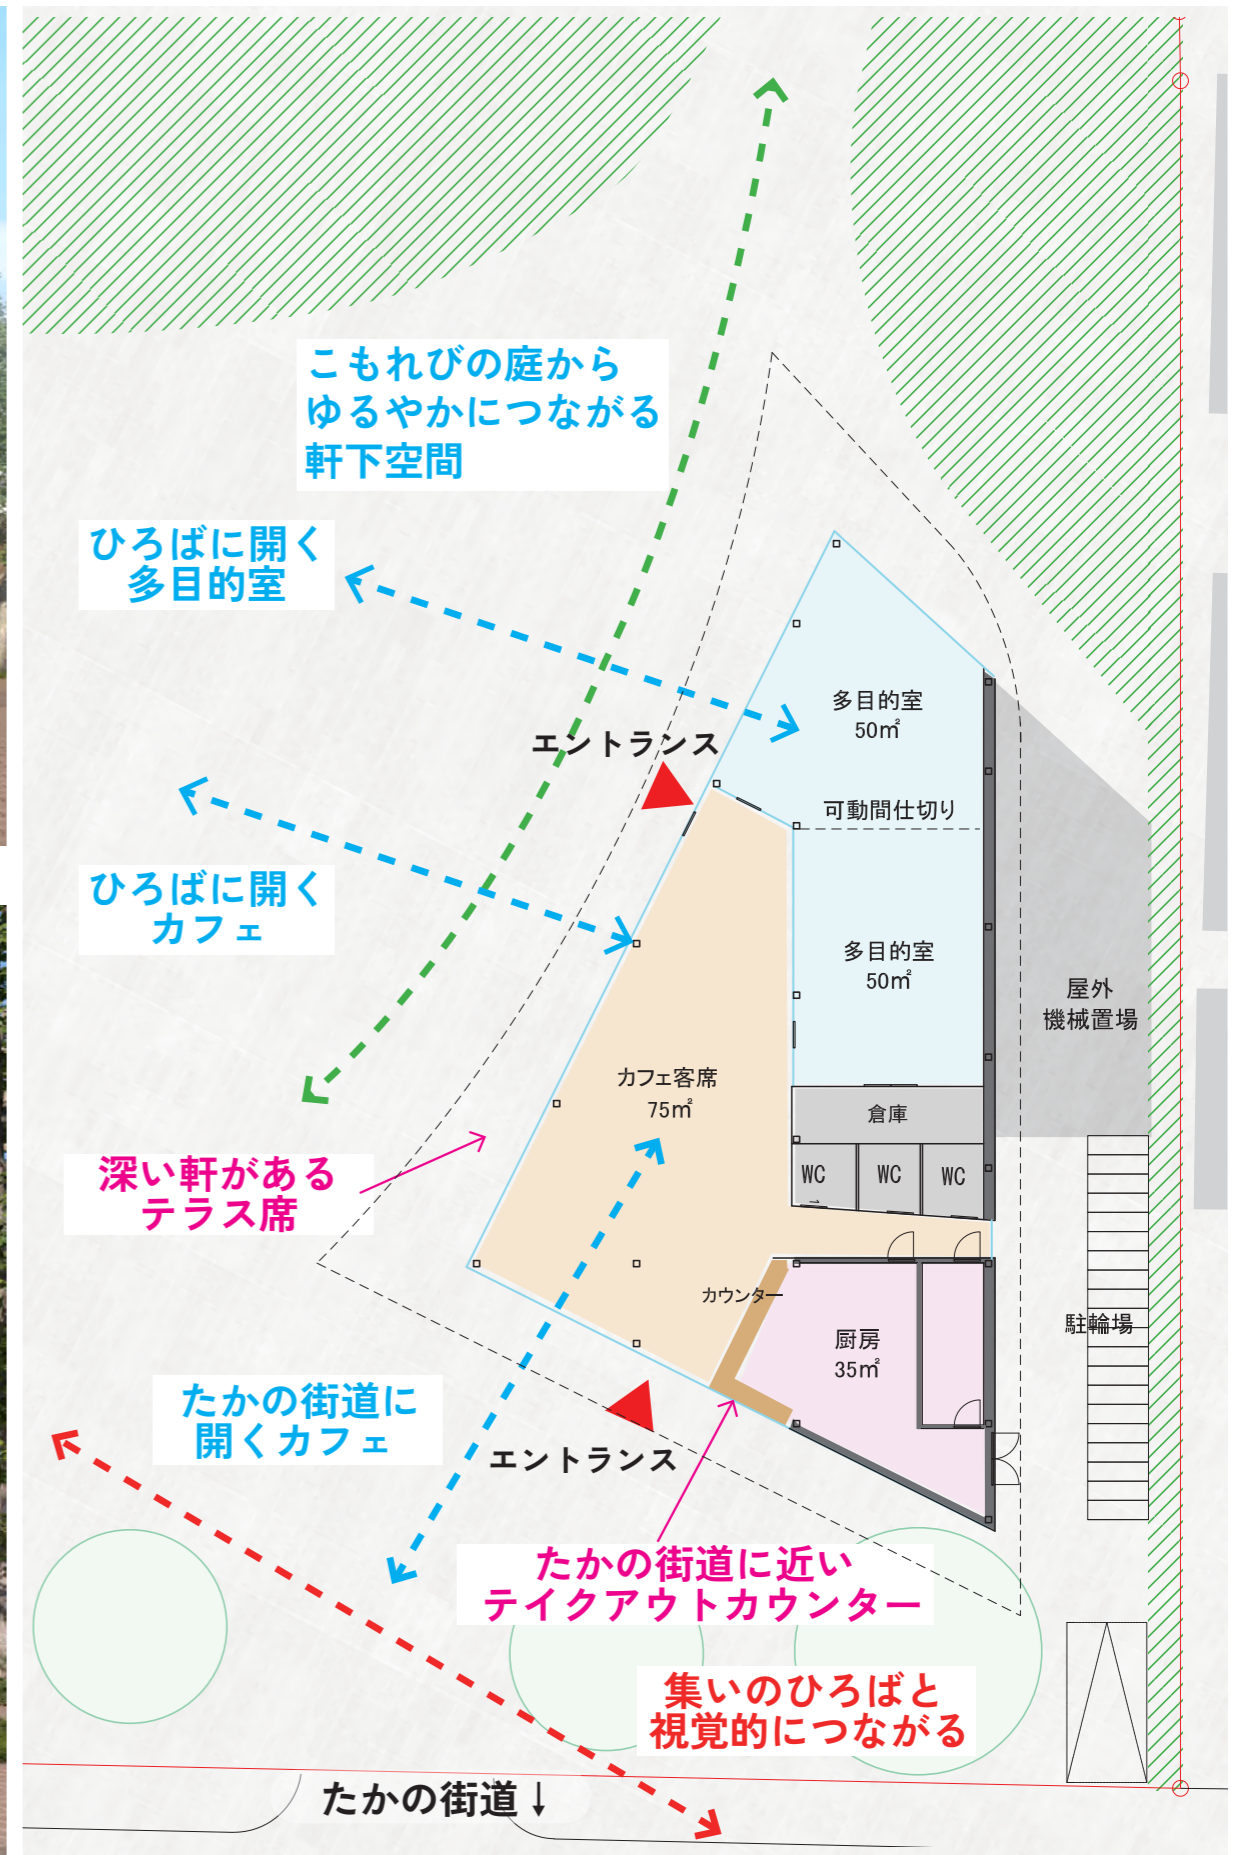 こもれびの庭から
ゆるやかにつながる
軒下空間
ひろばに開く
多目的室
多目的室
50㎡
エントランス
可動間仕切り
ひろばに開く
カフェ
多目的室
50㎡
屋外
機械置場
カフェ客席
75㎡
倉庫
深い軒がある
テラス席
WC
WC
WC
カウンター
厨房
35㎡
駐輪場
たかの街道に
開くカフェ
エントランス
たかの街道に近い
テイクアウトカウンター
集いのひろばと
視覚的につながる
たかの街道↓